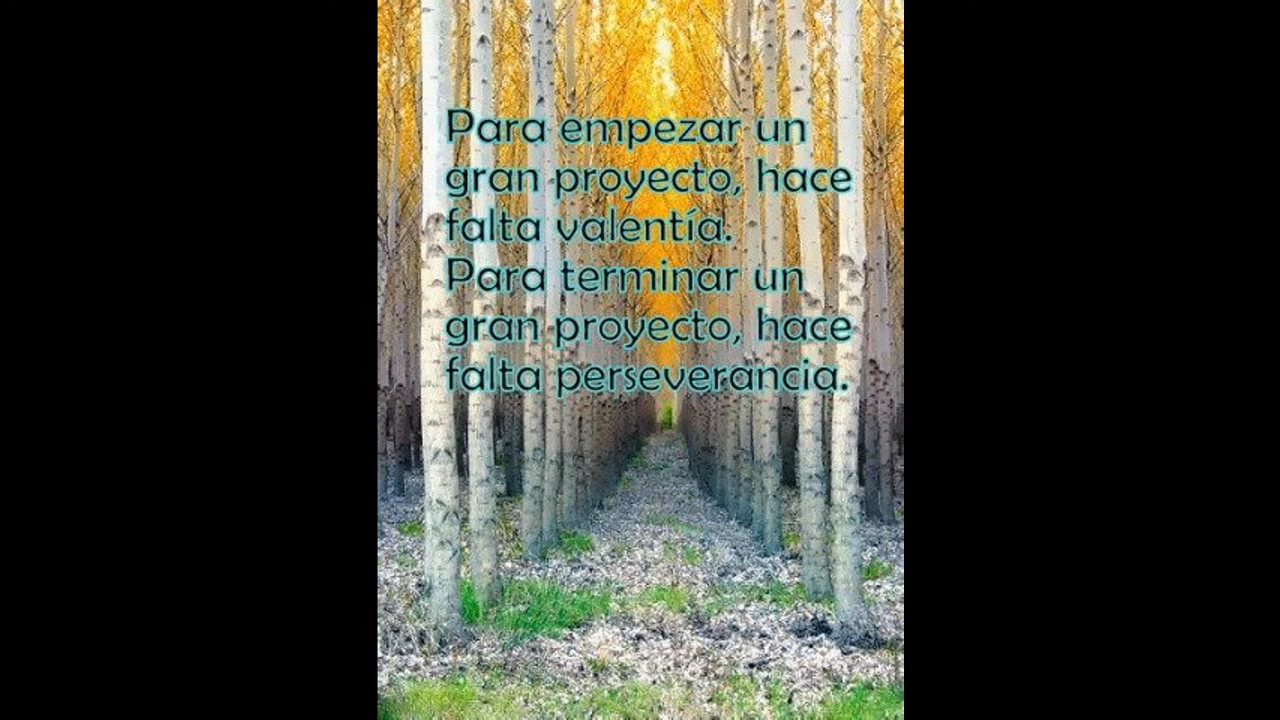 Para empezar un
gran proyecto, hace
falta valentía.
Para terminar un
gran proyecto, hace
falta perseverancia.